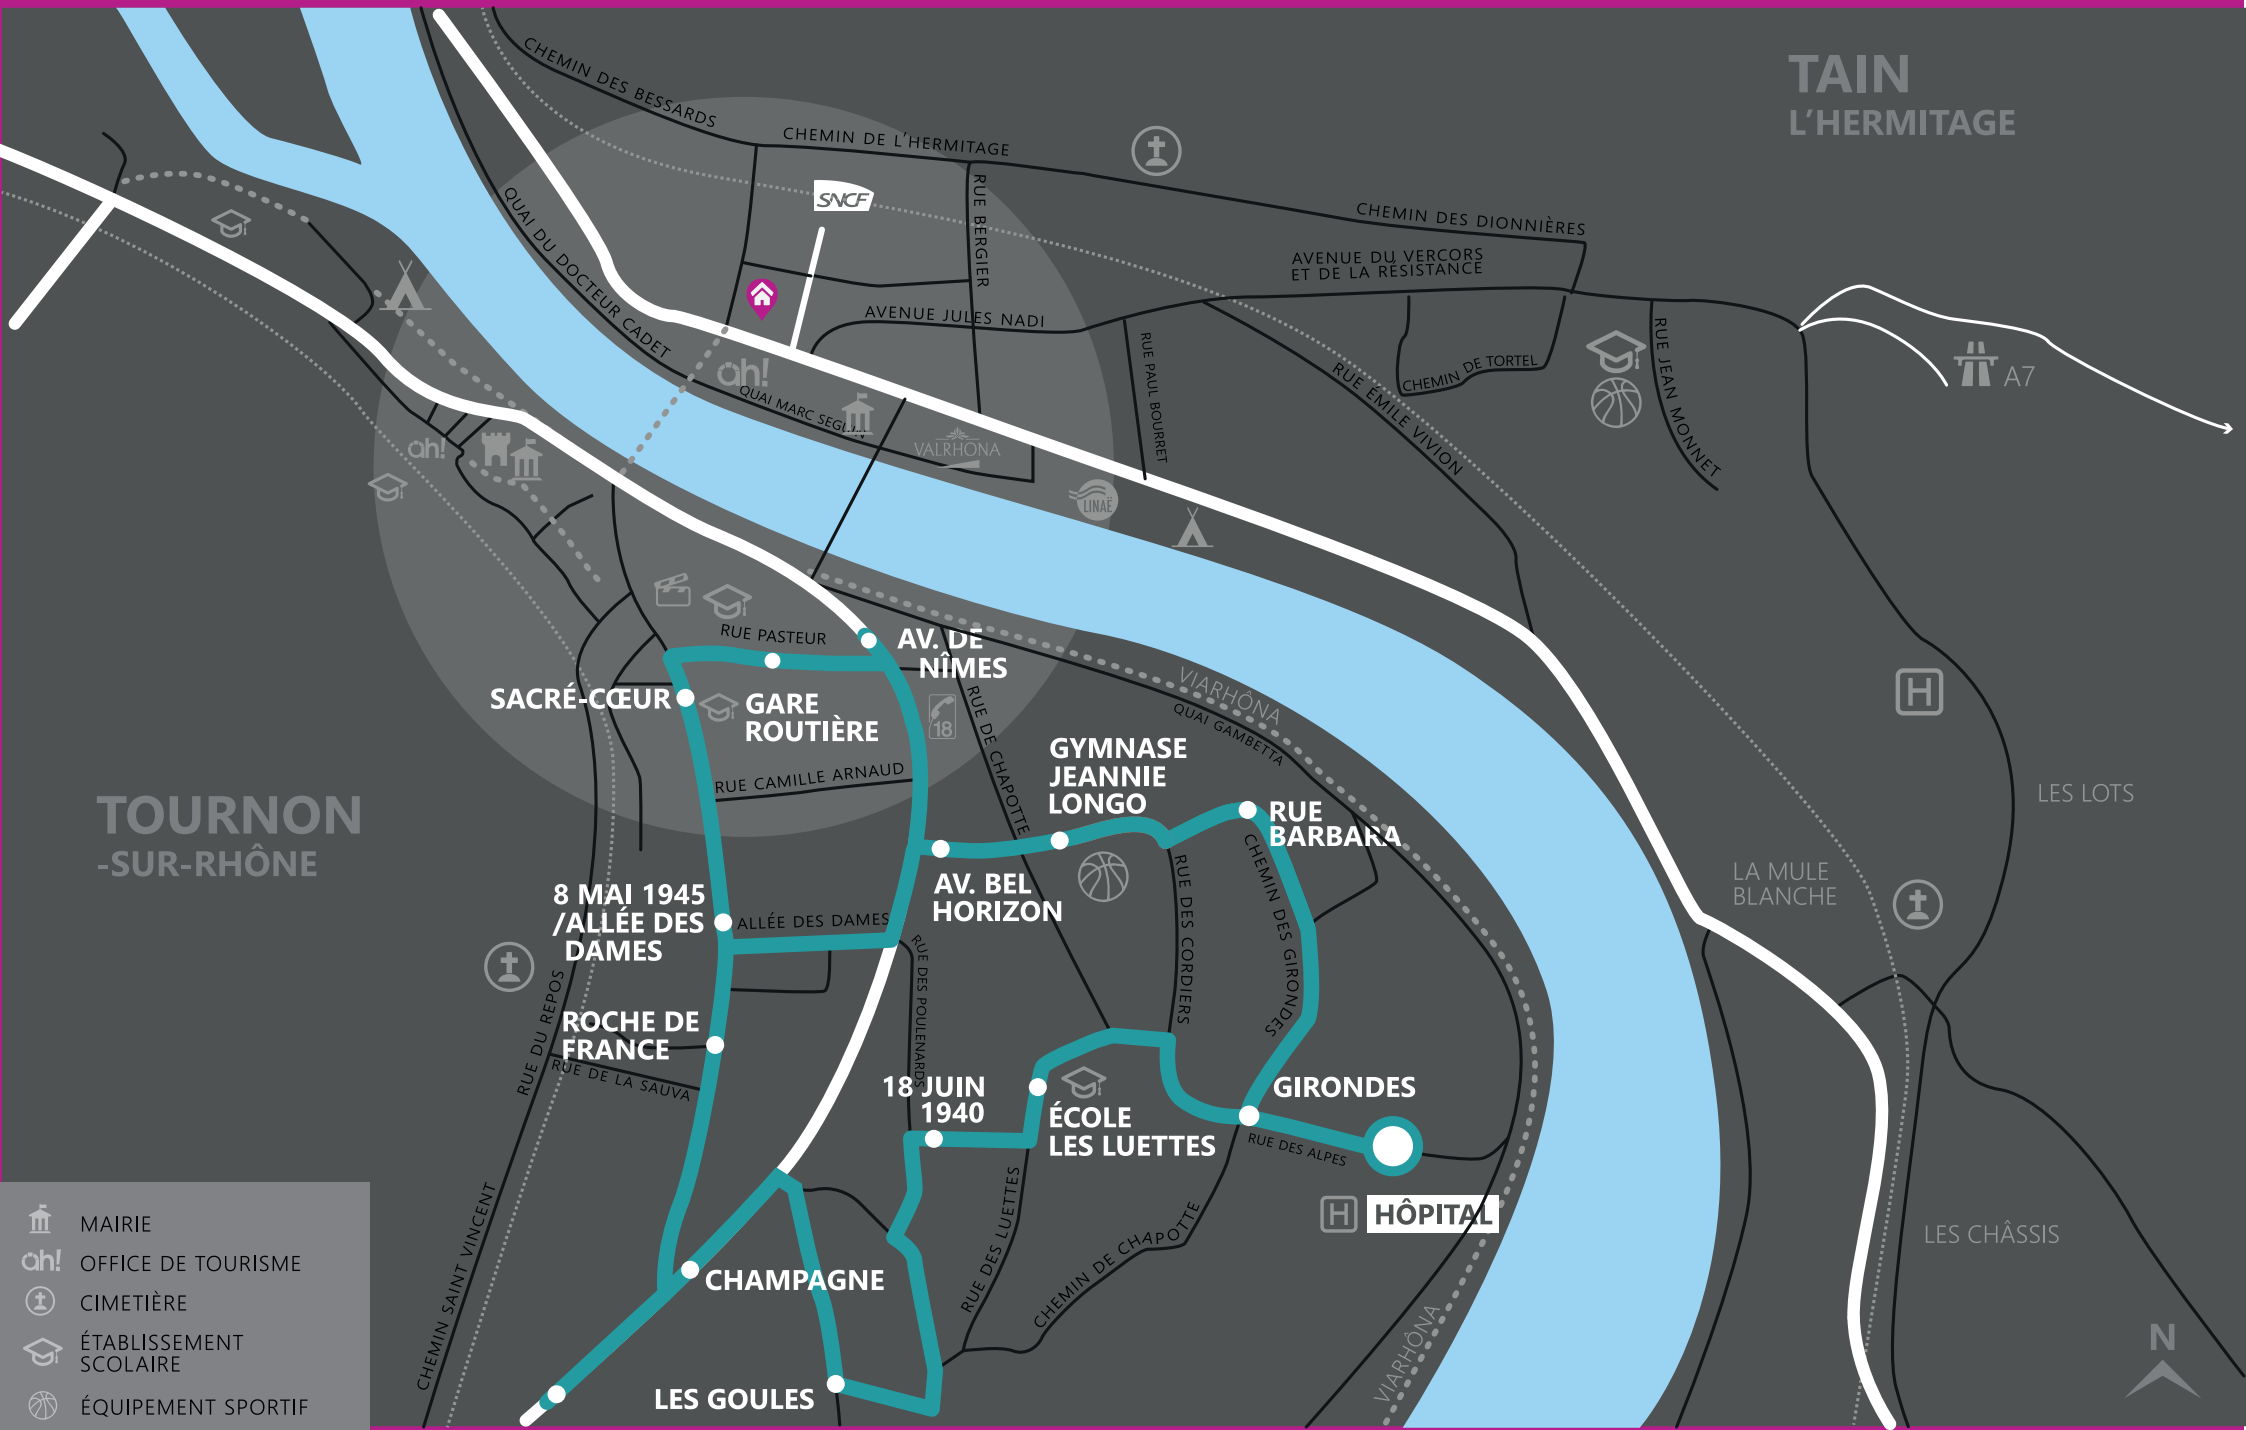 TAIN
L'HERMITAGE
CHEMIN DES BESSARDS
CHEMIN DE L'HERMITAGE
SNCF
RUE BERGIER
CHEMIN DES DIONNIÈRES
AVENUE DU VERCORS
ET DE LA RÉSISTANCE
QUAI DU DOCTEUR CADET
AVENUE JULES NADI
RUE PAUL BOURRET
CHEMIN DE TORTEL
RUE ÉMILE VIVION
RUE JEAN MONNET
A7
ah!
QUAI MARC SEGUIN
VALRHONA
LINAË
ah!
RUE PASTEUR
AV. DE
NÎMES
SACRÉ-CŒUR
GARE
ROUTIÈRE
18
RUE DE CHAPOTTE
VIARHÔNA
QUAI GAMBETTA
H
RUE CAMILLE ARNAUD
GYMNASE
JEANNIE
LONGO
RUE
BARBARA
LES LOTS
TOURNON
-SUR-RHÔNE
LA MULE
BLANCHE
8 MAI 1945
/ALLÉE DES
DAMES
ALLÉE DES DAMES
AV. BEL
HORIZON
RUE DES CORDIERS
CHEMIN DES GIRONDES
RUE DES POULENARDS
RUE DU REPOS
ROCHE DE
FRANCE
RUE DE LA SAUVA
18 JUIN
1940
ÉCOLE
LES LUETTES
GIRONDES
RUE DES ALPES
H
HÔPITAL
CHEMIN SAINT VINCENT
RUE DES LUETTES
CHEMIN DE CHAPOTTE
LES CHÂSSIS
VIARHÔNA
CHAMPAGNE
LES GOULES
N
MAIRIE
ah!
OFFICE DE TOURISME
CIMETIÈRE
ÉTABLISSEMENT
SCOLAIRE
ÉQUIPEMENT SPORTIF